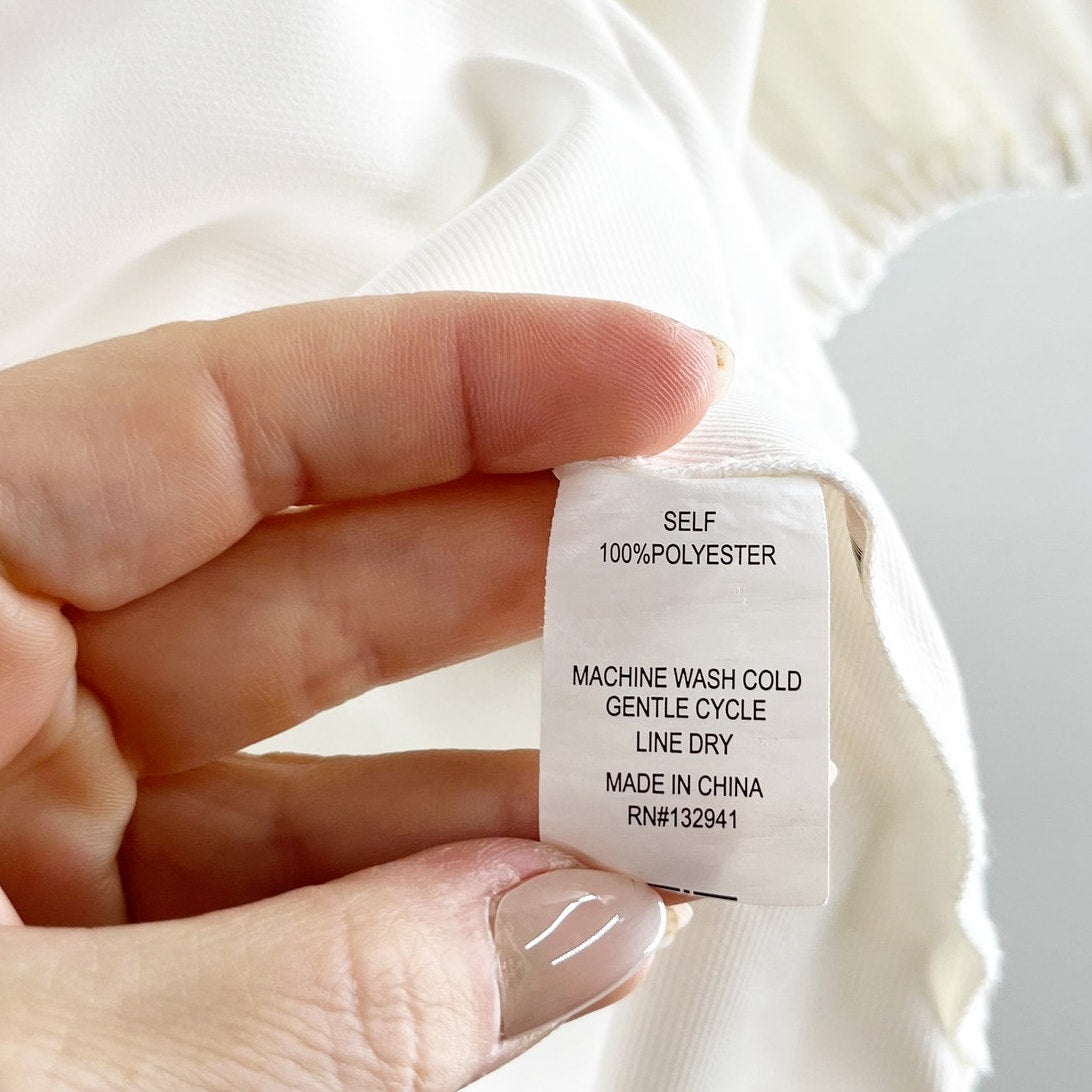 SELF
100%POLYESTER
MACHINE WASH COLD
GENTLE CYCLE
LINE DRY
MADE IN CHINA
RN#132941